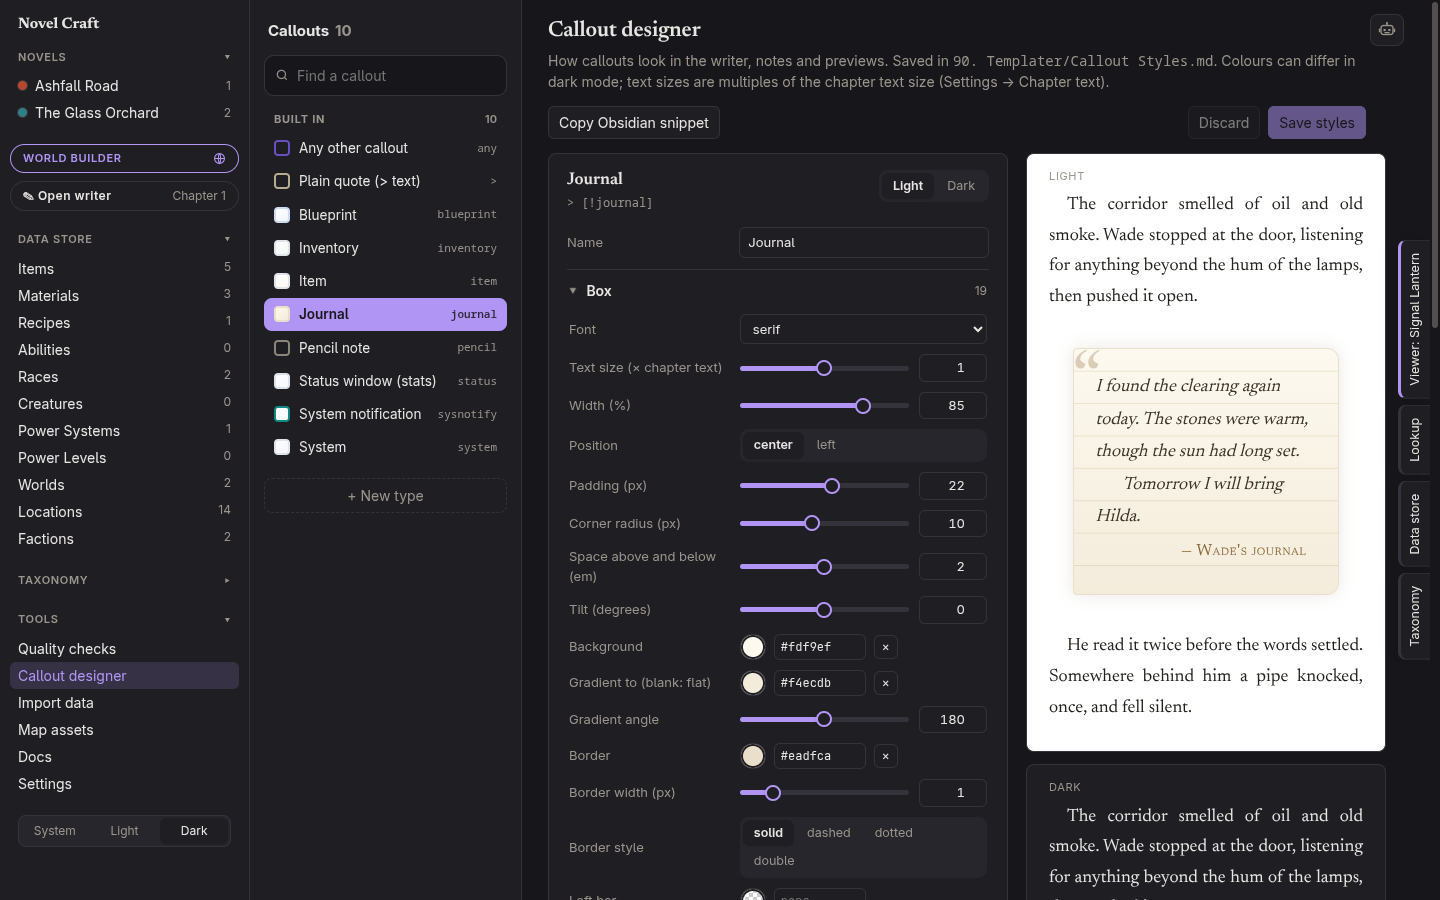 Novel Craft
NOVELS
Ashfall Road 1
The Glass Orchard 2
WORLD BUILDER
Open writer Chapter 1
DATA STORE
Items 5
Materials 3
Recipes 1
Abilities 0
Races 2
Creatures 0
Power Systems 1
Power Levels 0
Worlds 2
Locations 14
Factions 2
TAXONOMY
TOOLS
Quality checks
Callout designer
Import data
Map assets
Docs
Settings
System Light Dark
Callouts 10
Find a callout
BUILT IN 10
Any other callout any
Plain quote (> text) >
Blueprint blueprint
Inventory inventory
Item item
Journal journal
Pencil note pencil
Status window (stats) status
System notification sysnotify
System system
+ New type
Callout designer
How callouts look in the writer, notes and previews. Saved in 90. Templater/Callout Styles.md. Colours can differ in
dark mode; text sizes are multiples of the chapter text size (Settings → Chapter text).
Copy Obsidian snippet
Discard Save styles
Journal
> [!journal]
Light Dark
Name Journal
Box 19
Font serif
Text size (× chapter text) 1
Width (%) 85
Position center left
Padding (px) 22
Corner radius (px) 10
Space above and below
(em) 2
Tilt (degrees) 0
Background #fdf9ef ×
Gradient to (blank: flat) #f4ecdb ×
Gradient angle 180
Border #eadfca ×
Border width (px) 1
Border style solid dashed dotted
double
LIGHT
The corridor smelled of oil and old
smoke. Wade stopped at the door, listening
for anything beyond the hum of the lamps,
then pushed it open.
“
I found the clearing again
today. The stones were warm,
though the sun had long set.
Tomorrow I will bring
Hilda.
— Wade's journal
He read it twice before the words settled.
Somewhere behind him a pipe knocked,
once, and fell silent.
DARK
The corridor smelled of oil and old
smoke. Wade stopped at the door, listening
for anything beyond the hum of the lamps,
Viewer: Signal Lantern
Lookup
Data store
Taxonomy